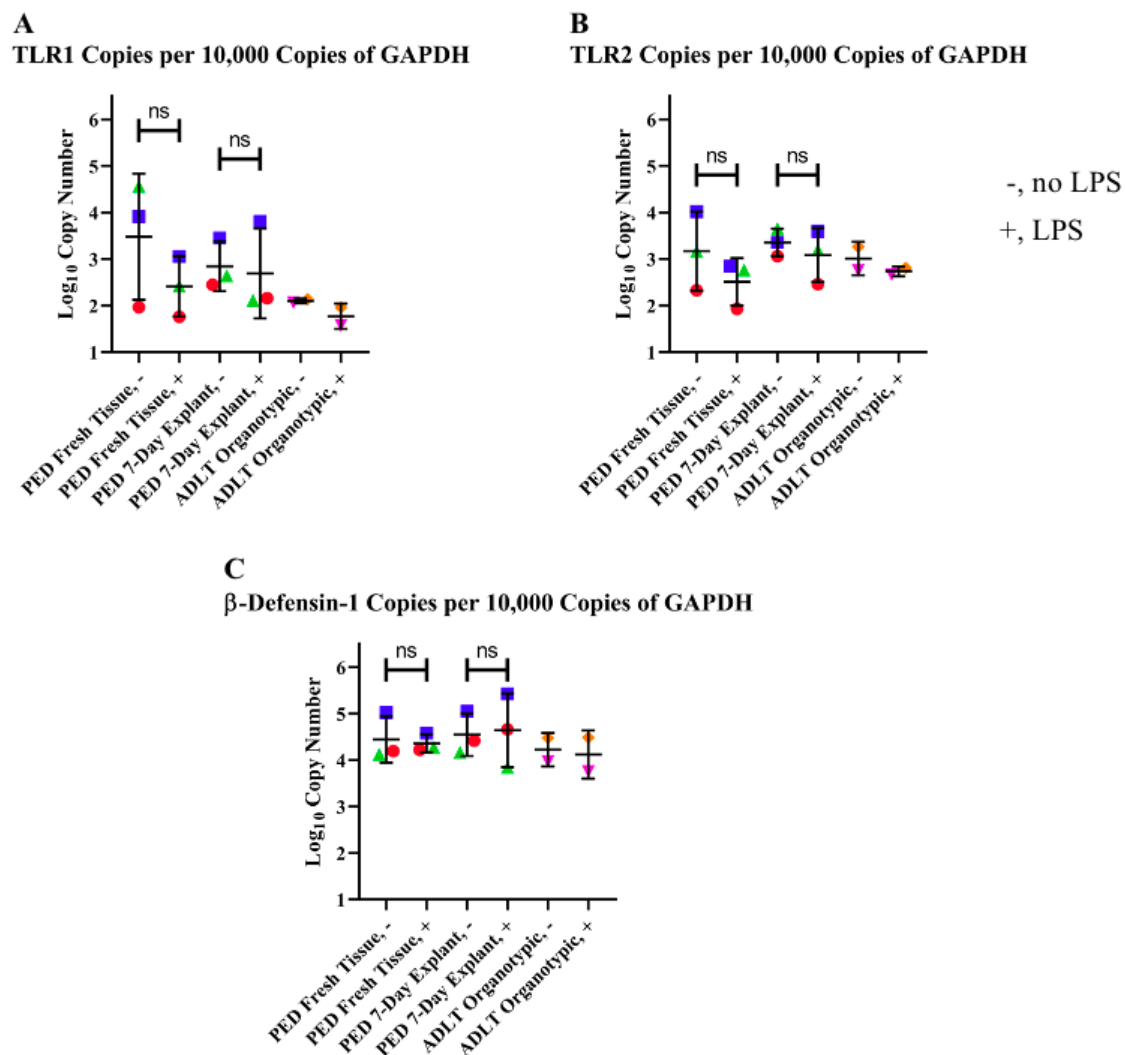 A
TLR1 Copies per 10,000 Copies of GAPDH
Log10 Copy Number
6
5
4
3
2
1
ns
ns
PED Fresh Tissue, -
PED Fresh Tissue, +
PED 7-Day Explant, -
PED 7-Day Explant, +
ADLT Organotypic, -
ADLT Organotypic, +
B
TLR2 Copies per 10,000 Copies of GAPDH
Log10 Copy Number
6
5
4
3
2
1
ns
ns
PED Fresh Tissue, -
PED Fresh Tissue, +
PED 7-Day Explant, -
PED 7-Day Explant, +
ADLT Organotypic, -
ADLT Organotypic, +
-, no LPS
+, LPS
C
β-Defensin-1 Copies per 10,000 Copies of GAPDH
Log10 Copy Number
6
5
4
3
2
1
ns
ns
PED Fresh Tissue, -
PED Fresh Tissue, +
PED 7-Day Explant, -
PED 7-Day Explant, +
ADLT Organotypic, -
ADLT Organotypic, +